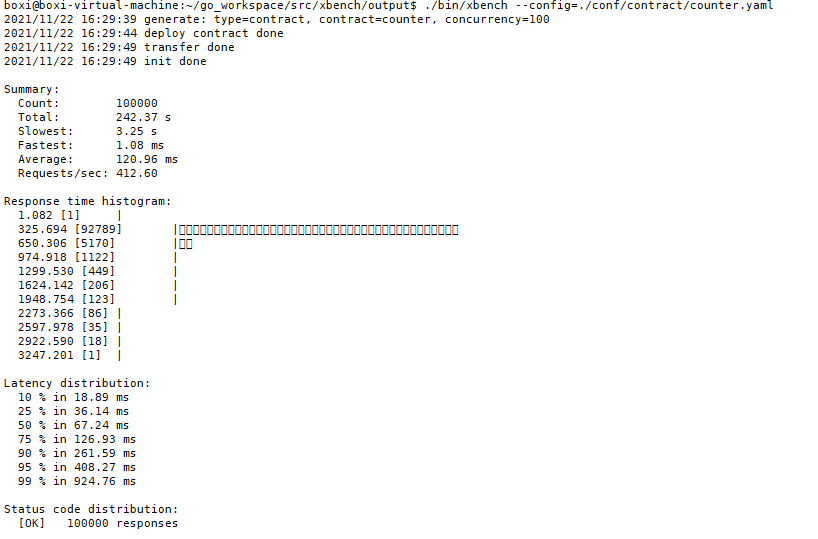 boxi@boxi-virtual-machine:~/go_workspace/src/xbench/output$ ./bin/xbench --config=./conf/contract/counter.yaml
2021/11/22 16:29:39 generate: type=contract, contract=counter, concurrency=100
2021/11/22 16:29:44 deploy contract done
2021/11/22 16:29:49 transfer done
2021/11/22 16:29:49 init done
Summary:
Count: 100000
Total: 242.37 s
Slowest: 3.25 s
Fastest: 1.08 ms
Average: 120.96 ms
Requests/sec: 412.60
Response time histogram:
1.082 [1] |
325.694 [92789] |
650.306 [5170] |
974.918 [1122] |
1299.530 [449] |
1624.142 [206] |
1948.754 [123] |
2273.366 [86] |
2597.978 [35] |
2922.590 [18] |
3247.201 [1] |
Latency distribution:
10 % in 18.89 ms
25 % in 36.14 ms
50 % in 67.24 ms
75 % in 126.93 ms
90 % in 261.59 ms
95 % in 408.27 ms
99 % in 924.76 ms
Status code distribution:
[OK] 100000 responses